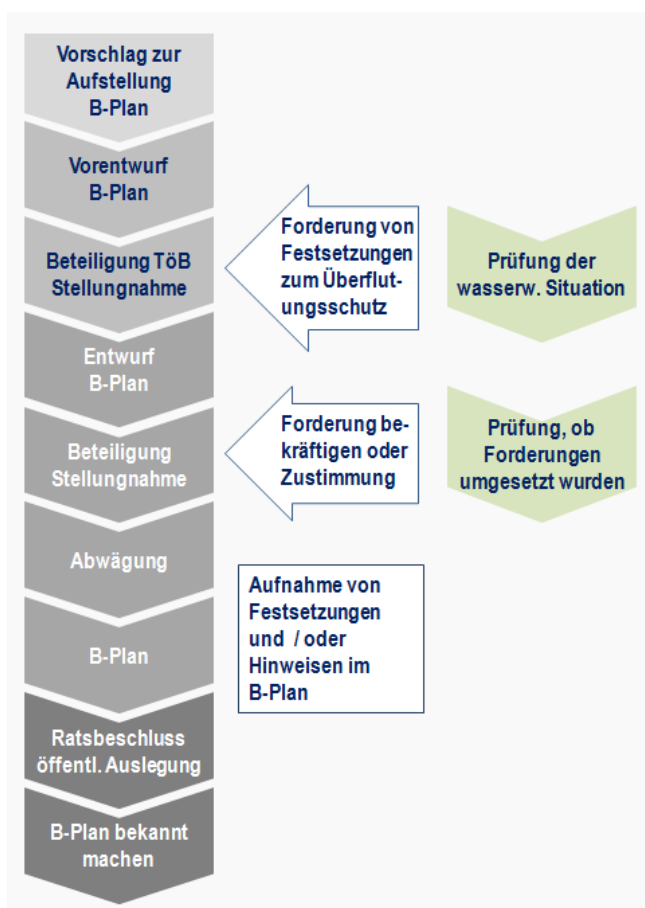 Vorschlag zur
Aufstellung
B-Plan
Vorentwurf
B-Plan
Beteiligung TöB
Stellungnahme
Forderung von
Festsetzungen
zum Überflut-
ungsschutz
Prüfung der
wasserw. Situation
Entwurf
B-Plan
Beteiligung
Stellungnahme
Forderung be-
kräftigen oder
Zustimmung
Prüfung, ob
Forderungen
umgesetzt wurden
Abwägung
B-Plan
Aufnahme von
Festsetzungen
und / oder
Hinweisen im
B-Plan
Ratsbeschluss
öffentl. Auslegung
B-Plan bekannt
machen